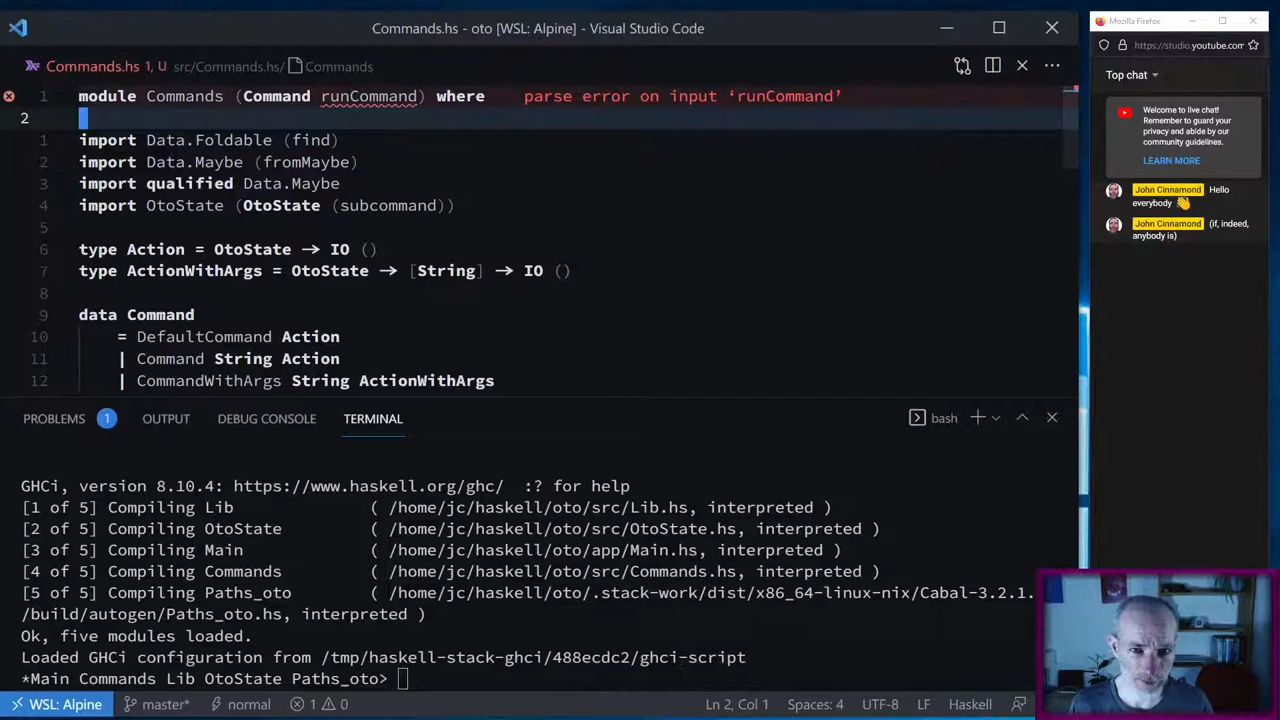 Commands.hs - oto [WSL: Alpine] - Visual Studio Code
Commands.hs 1, U src/Commands.hs/ Commands
1 module Commands (Command runCommand) where parse error on input ‘runCommand’
2
1 import Data.Foldable (find)
2 import Data.Maybe (fromMaybe)
3 import qualified Data.Maybe
4 import OtoState (OtoState (subcommand))
5
6 type Action = OtoState → IO ()
7 type ActionWithArgs = OtoState → [String] → IO ()
8
9 data Command
10 = DefaultCommand Action
11 | Command String Action
12 | CommandWithArgs String ActionWithArgs
PROBLEMS 1 OUTPUT DEBUG CONSOLE TERMINAL bash
GHCi, version 8.10.4: https://www.haskell.org/ghc/ :? for help
[1 of 5] Compiling Lib ( /home/jc/haskell/oto/src/Lib.hs, interpreted )
[2 of 5] Compiling OtoState ( /home/jc/haskell/oto/src/OtoState.hs, interpreted )
[3 of 5] Compiling Main ( /home/jc/haskell/oto/app/Main.hs, interpreted )
[4 of 5] Compiling Commands ( /home/jc/haskell/oto/src/Commands.hs, interpreted )
[5 of 5] Compiling Paths_oto ( /home/jc/haskell/oto/.stack-work/dist/x86_64-linux-nix/Cabal-3.2.1.
/build/autogen/Paths_oto.hs, interpreted )
Ok, five modules loaded.
Loaded GHCi configuration from /tmp/haskell-stack-ghci/488ecdc2/ghci-script
*Main Commands Lib OtoState Paths_oto>
WSL: Alpine master* normal 1 0 Ln 2, Col 1 Spaces: 4 UTF-8 LF Haskell
Mozilla Firefox
https://studio.youtube.com
Top chat
Welcome to live chat!
Remember to guard your
privacy and abide by our
community guidelines.
LEARN MORE
John Cinnamond Hello
everybody 👋
John Cinnamond (if, indeed,
anybody is)